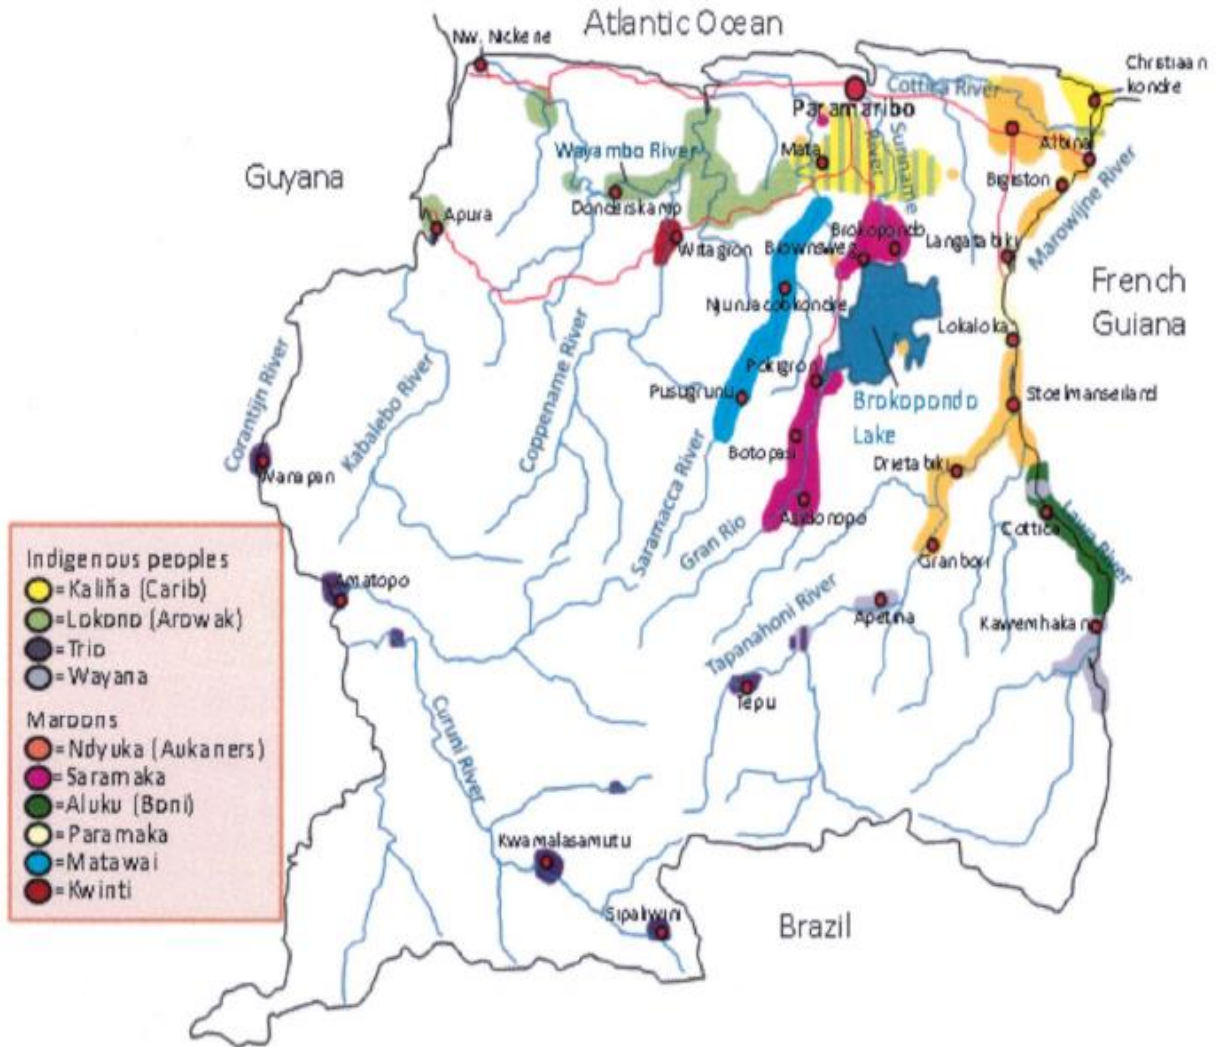 Atlantic Ocean
Nw. Nickerie
Christiaan
kondre
Cottica River
Paramaribo
Albina
Mata
Suriname
River
Wayambo River
Guyana
Bigiston
Donderskamp
Marowijne River
Apura
Brokopondo
Langatabiki
Witagron
Brownsweg
French
Guiana
Njunjacobkondre
Lokaloka
Corantijn River
Kabalebo River
Coppename River
Pokigron
Pusugrunu
Brokopondo
Lake
Stoelmanseiland
Botopasi
Drietabiki
Wanapan
Saramacca River
Gran Rio
Asidonopo
Cottica
Lawa River
Granbori
Indigenous peoples
=Kaliña (Carib)
=Lokono (Arowak)
=Trio
=Wayana
Maroons
=Ndyuka (Aukaners)
=Saramaka
=Aluku (Boni)
=Paramaka
=Matawai
=Kwinti
Amatopo
Tapanahoni River
Apetina
Kawemhakan
Tepu
Curuni River
Kwamalasamutu
Sipaliwini
Brazil